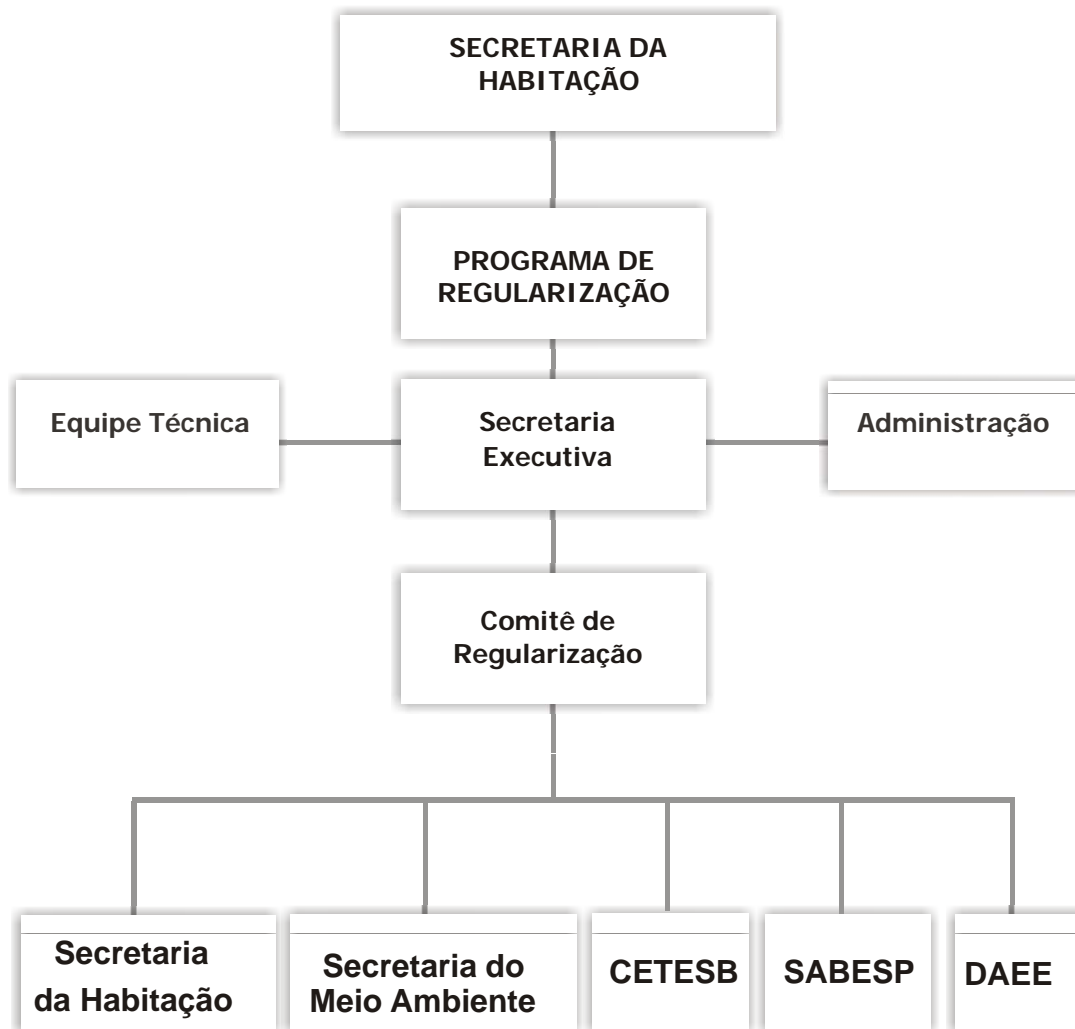 SECRETARIA DA
HABITAÇÃO
PROGRAMA DE
REGULARIZAÇÃO
Equipe Técnica
Secretaria
Executiva
Administração
Comitê de
Regularização
Secretaria
da Habitação
Secretaria do
Meio Ambiente
CETESB
SABESP
DAEE